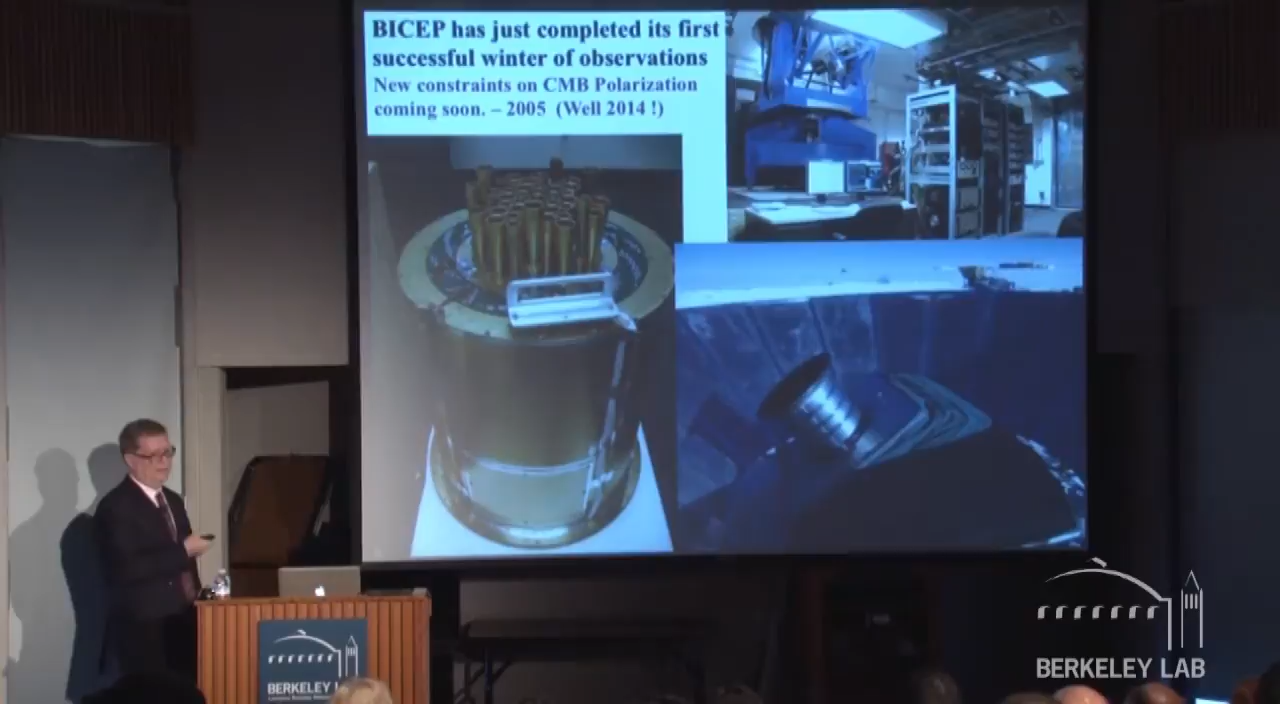 BICEP has just completed its first
successful winter of observations
New constraints on CMB Polarization
coming soon. – 2005  (Well 2014 !)
BERKELEY LAB
BERKELEY LA